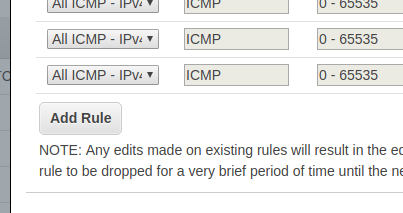 All ICMP - IPv4 ICMP 0 - 65535
All ICMP - IPv4 ICMP 0 - 65535
All ICMP - IPv4 ICMP 0 - 65535
Add Rule
NOTE: Any edits made on existing rules will result in the
rule to be dropped for a very brief period of time until the